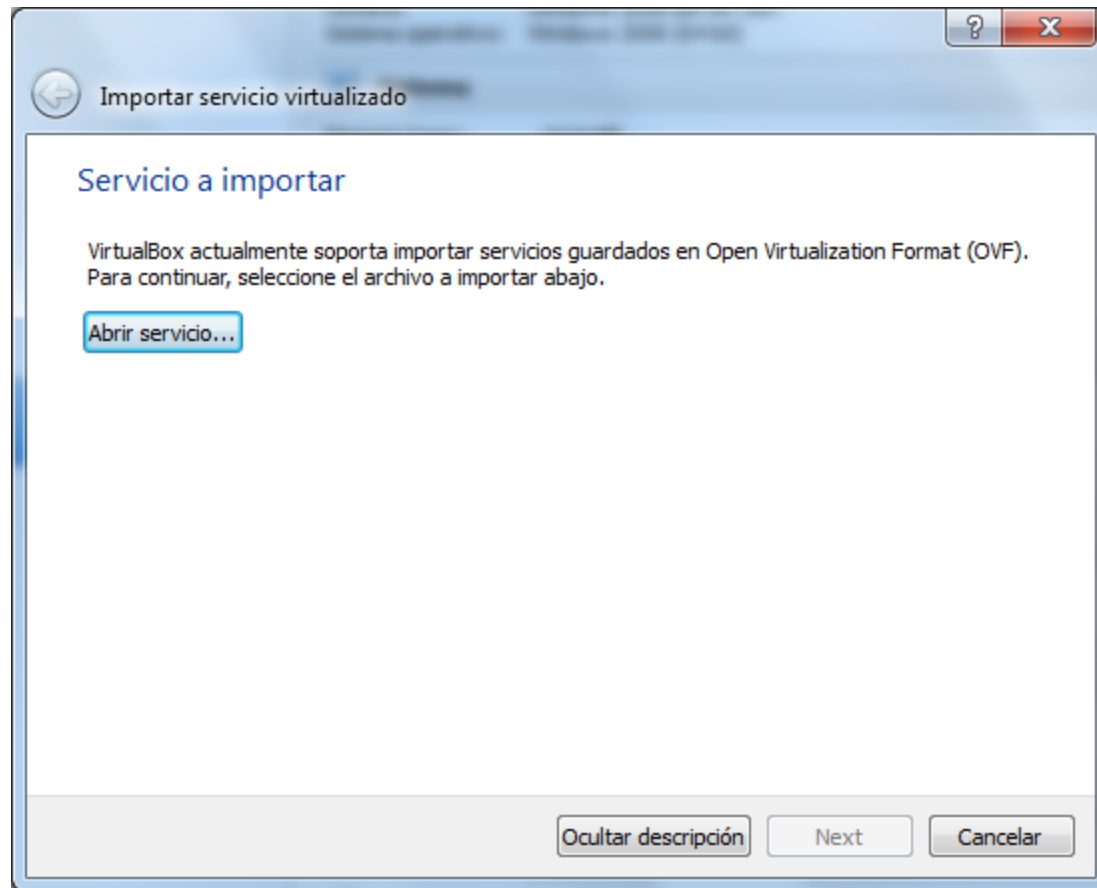 Importar servicio virtualizado
Servicio a importar
VirtualBox actualmente soporta importar servicios guardados en Open Virtualization Format (OVF).
Para continuar, seleccione el archivo a importar abajo.
Abrir servicio...
Ocultar descripción
Next
Cancelar